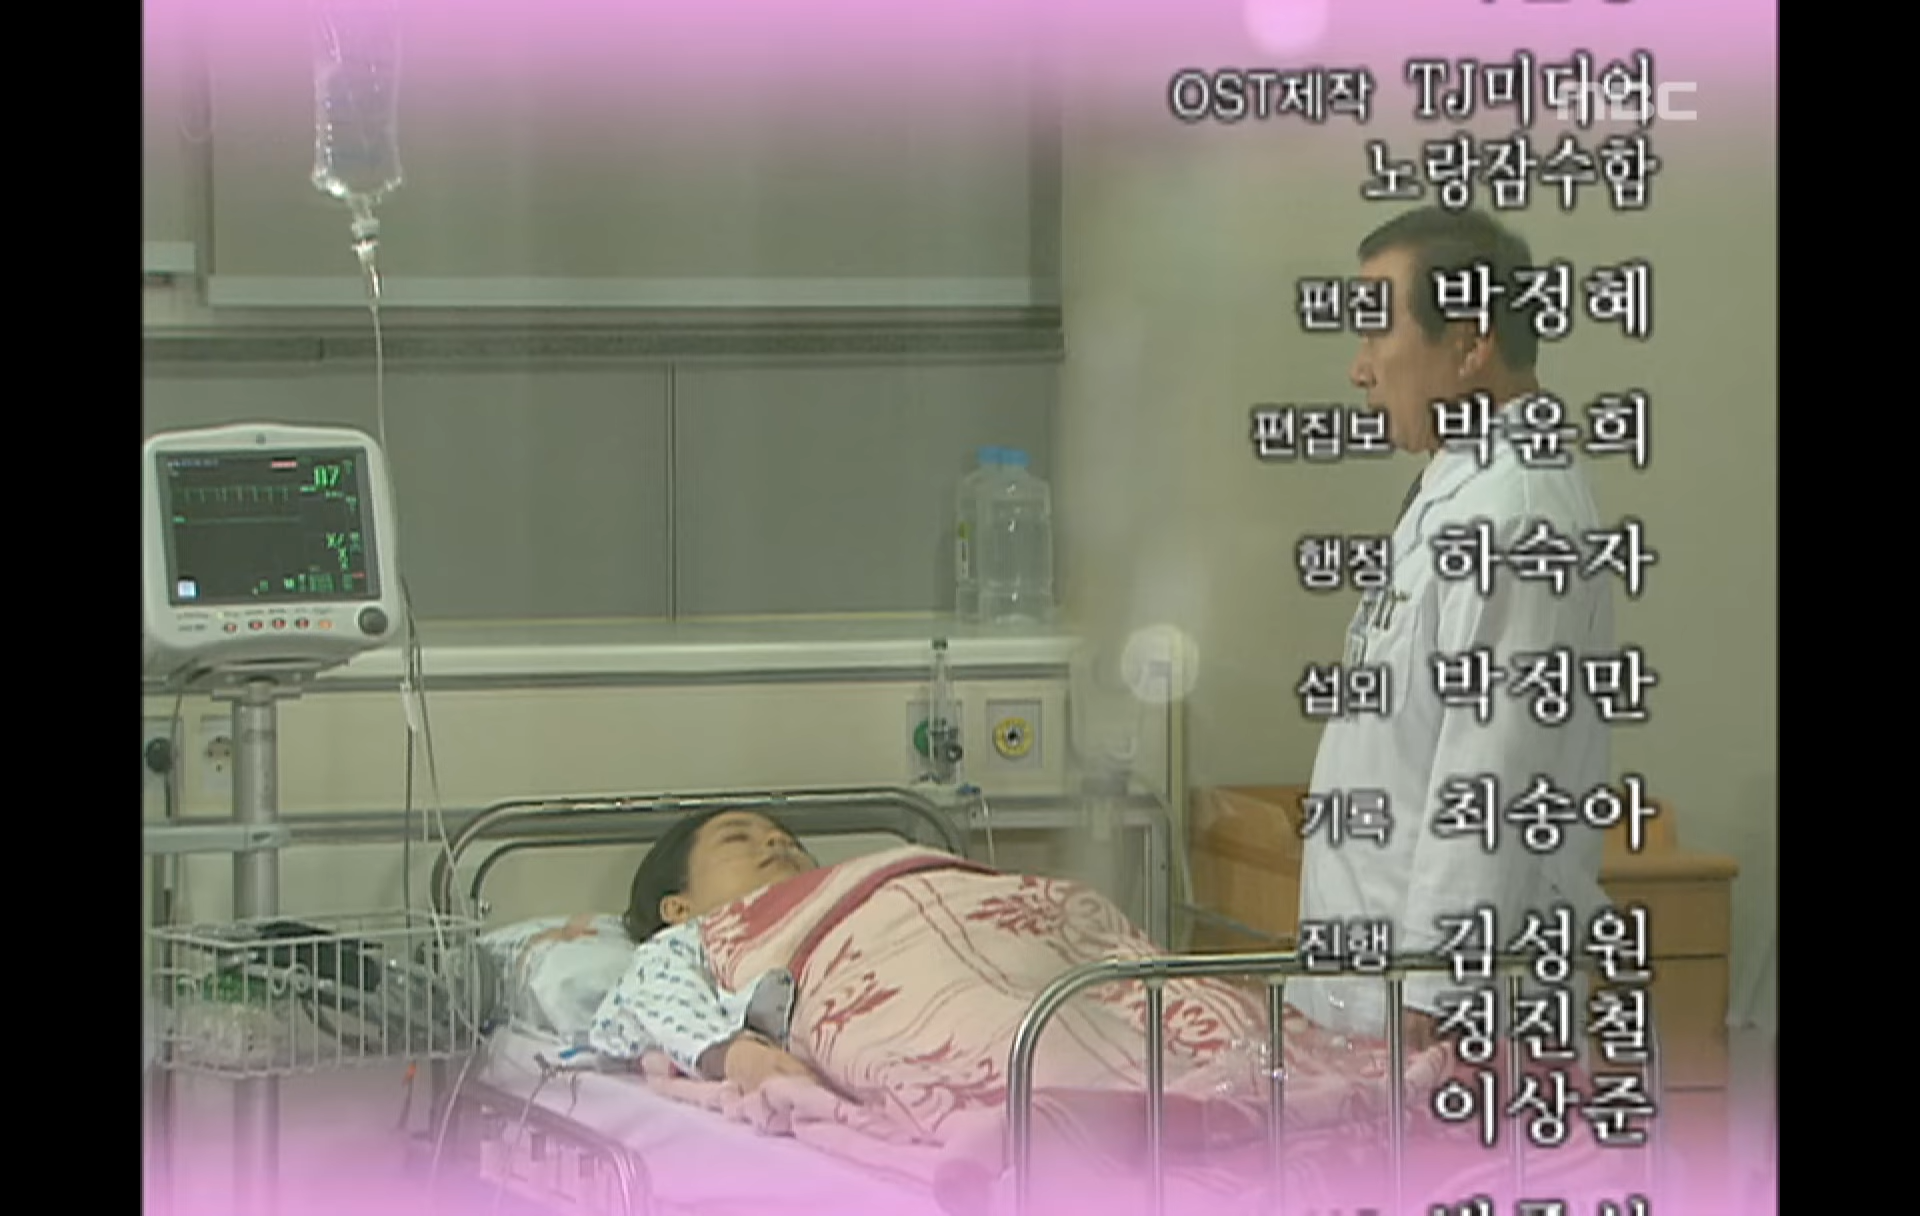 OST제작 TJ미디어
mbc
노랑잠수함
편집 박정혜
편집보 박윤희
행정 하숙자
섭외 박정만
기록 최송아
진행 김성원
정진철
이상준